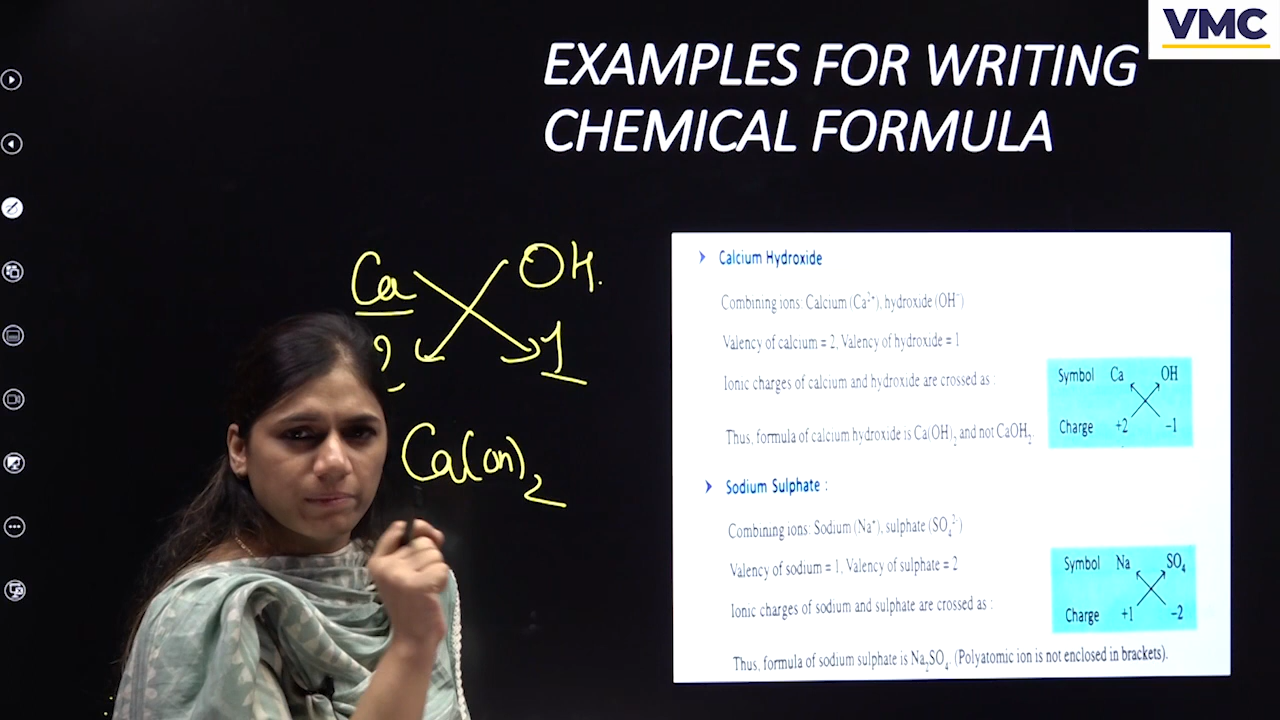 VMC
EXAMPLES FOR WRITING
CHEMICAL FORMULA
Ca OH.
2 1
Ca(OH)2
Calcium Hydroxide
Combining ions: Calcium (Ca²⁺), hydroxide (OH⁻)
Valency of calcium = 2, Valency of hydroxide = 1
Ionic charges of calcium and hydroxide are crossed as :
Symbol Ca OH
Charge +2 −1
Thus, formula of calcium hydroxide is Ca(OH)₂ and not CaOH₂.
Sodium Sulphate :
Combining ions: Sodium (Na⁺), sulphate (SO₄²⁻)
Valency of sodium = 1, Valency of sulphate = 2
Ionic charges of sodium and sulphate are crossed as :
Symbol Na SO₄
Charge +1 −2
Thus, formula of sodium sulphate is Na₂SO₄. (Polyatomic ion is not enclosed in brackets).